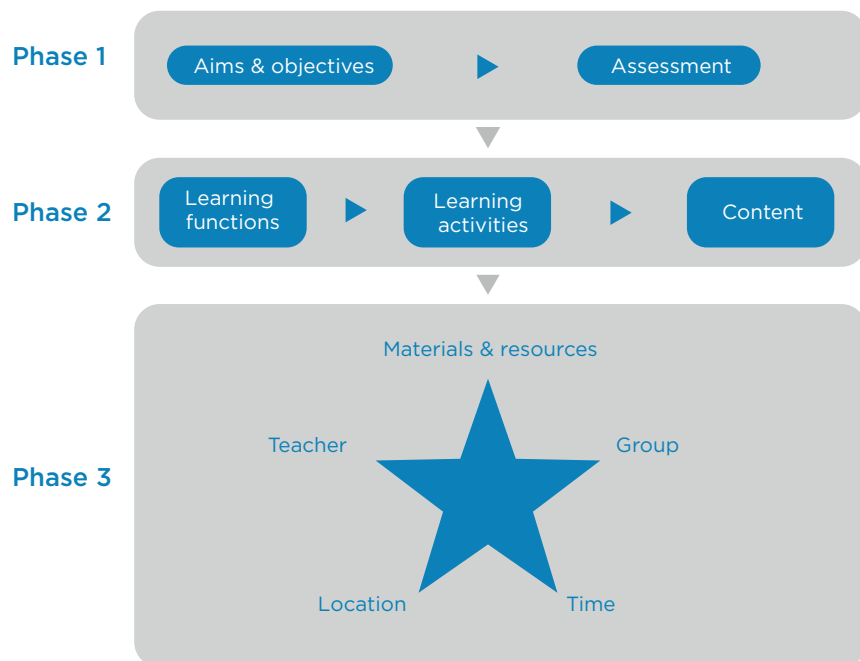 Phase 1
Aims & objectives
Assessment
Phase 2
Learning
functions
Learning
activities
Content
Phase 3
Materials & resources
Teacher
Group
Location
Time